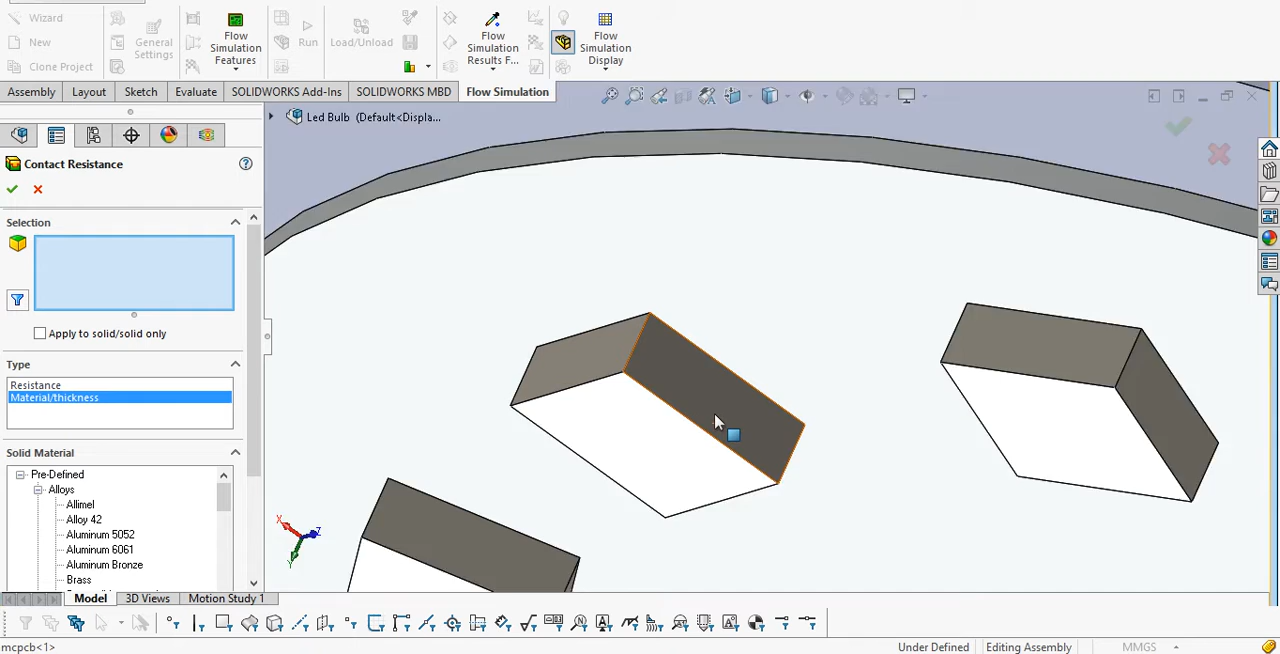 Wizard
New
Clone Project
General
Settings
Run
Load/Unload
Flow
Simulation
Features
Flow
Simulation
Results F...
Flow
Simulation
Display
Assembly
Layout
Sketch
Evaluate
SOLIDWORKS Add-Ins
SOLIDWORKS MBD
Flow Simulation
Led Bulb (Default<Displa...
Contact Resistance
Selection
Apply to solid/solid only
Type
Resistance
Material/thickness
Solid Material
Pre-Defined
Alloys
Allimel
Alloy 42
Aluminum 5052
Aluminum 6061
Aluminum Bronze
Brass
X
Z
Y
Model
3D Views
Motion Study 1
mcpcb<1>
Under Defined
Editing Assembly
MMGS